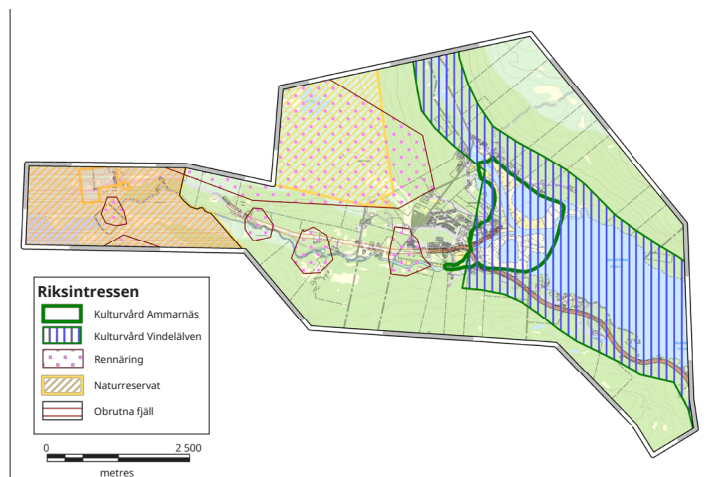 Riksintressen
Kulturvård Ammarnäs
Kulturvård Vindelälven
Rennäring
Naturreservat
Obrutna fjäll
0 2 500
metres